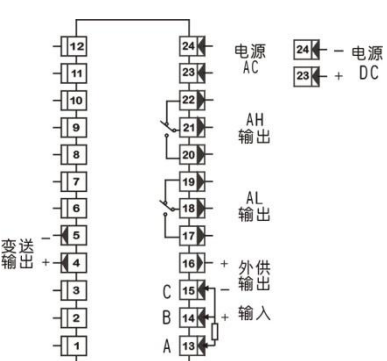 12 24 电源 24 − 电源
11 23 AC 23 + DC
10 22
9 21 AH
8 20 输出
7 19
6 18 AL
输出
变送 − 5 17
输出 + 4 16 + 外供
3 C 15 − 输出
2 B 14 + 输入
1 A 13